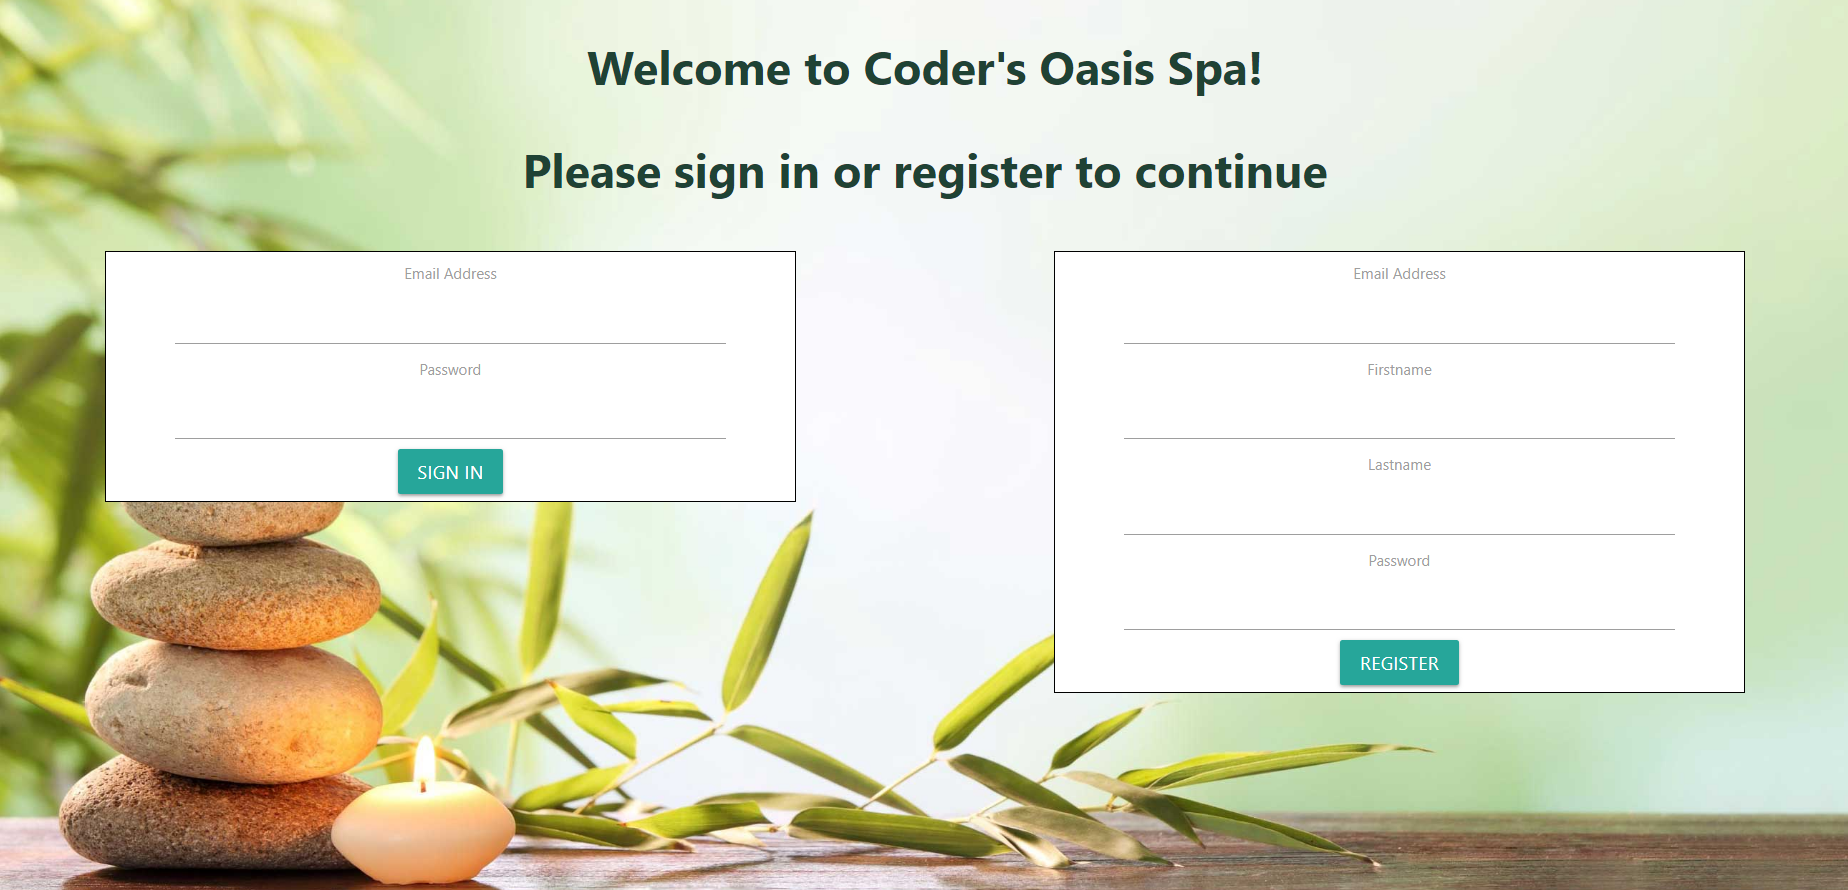 Welcome to Coder's Oasis Spa!
Please sign in or register to continue
Email Address
Password
SIGN IN
Email Address
Firstname
Lastname
Password
REGISTER